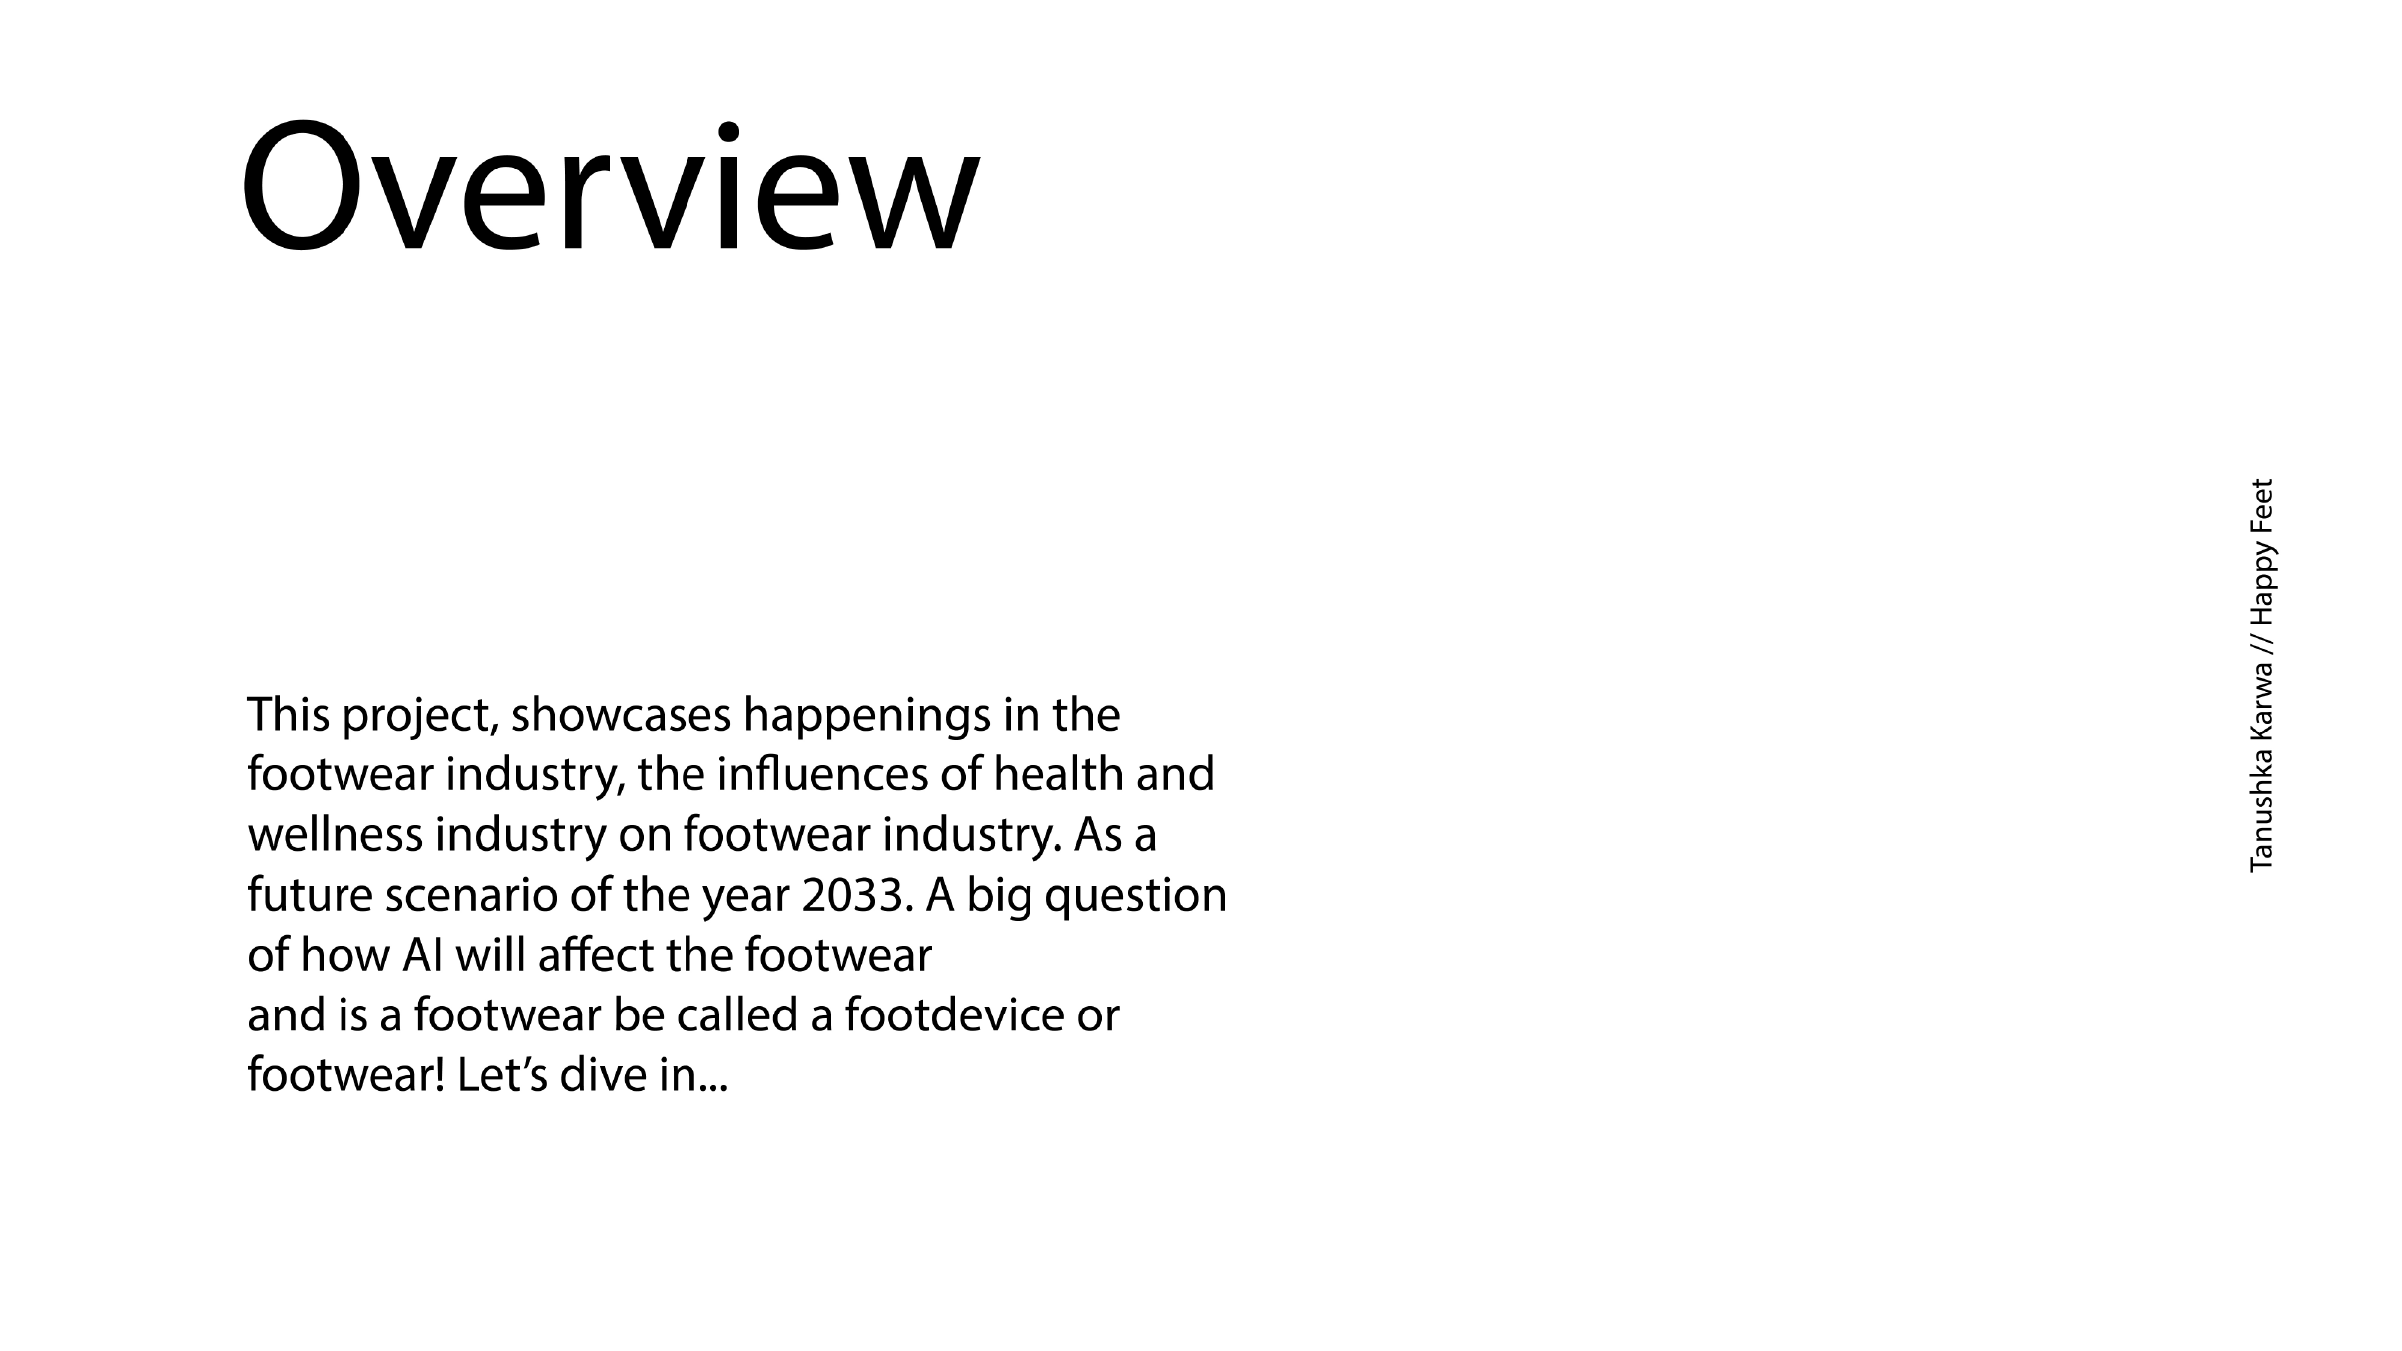 Overview
This project, showcases happenings in the
footwear industry, the influences of health and
wellness industry on footwear industry. As a
future scenario of the year 2033. A big question
of how AI will affect the footwear
and is a footwear be called a footdevice or
footwear! Let’s dive in...
Tanushka Karwa // Happy Feet